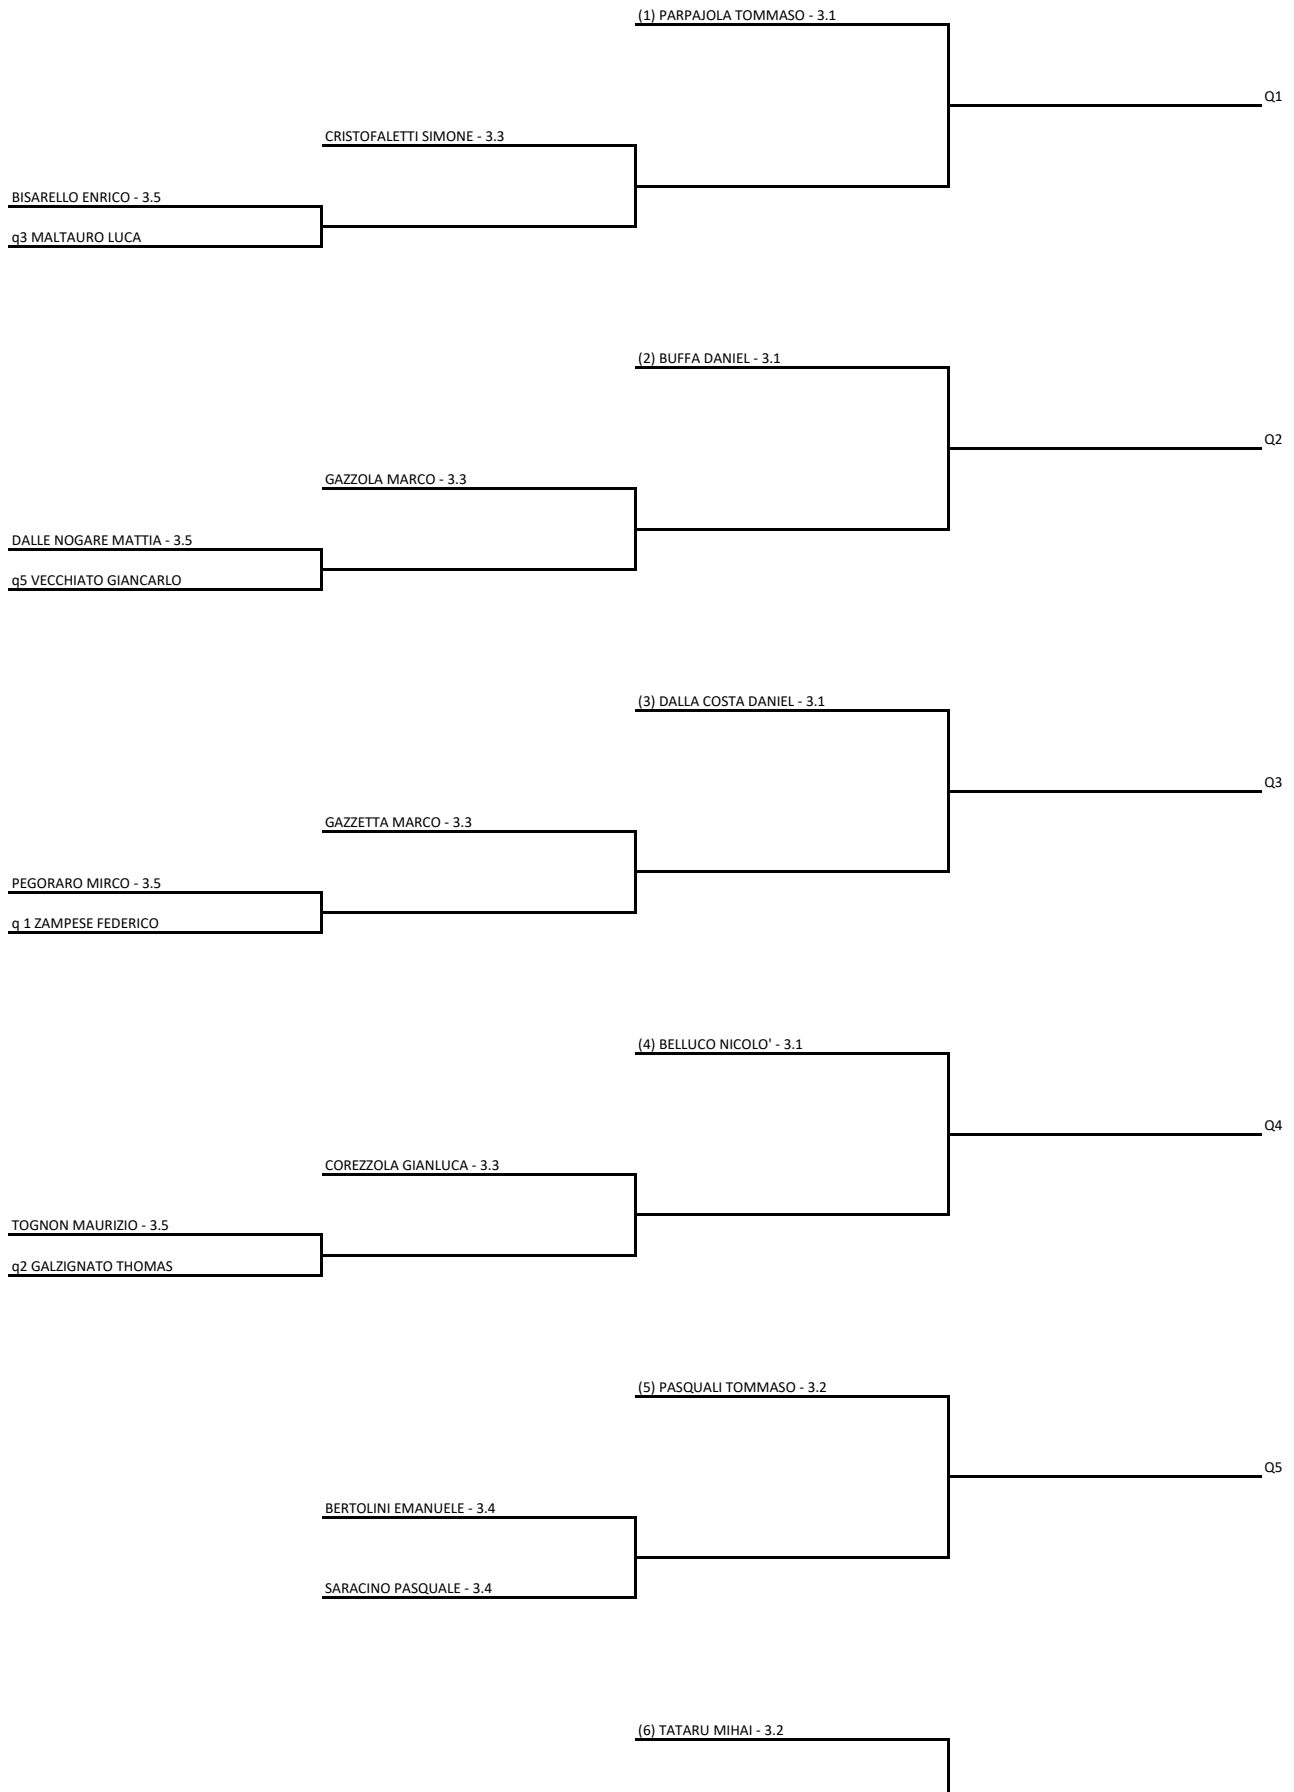 (1) PARPAJOLA TOMMASO - 3.1
Q1
CRISTOFALETTI SIMONE - 3.3
BISARELLO ENRICO - 3.5
q3 MALTAURO LUCA
(2) BUFFA DANIEL - 3.1
Q2
GAZZOLA MARCO - 3.3
DALLE NOGARE MATTIA - 3.5
q5 VECCHIATO GIANCARLO
(3) DALLA COSTA DANIEL - 3.1
Q3
GAZZETTA MARCO - 3.3
PEGORARO MIRCO - 3.5
q 1 ZAMPESE FEDERICO
(4) BELLUCO NICOLO' - 3.1
Q4
COREZZOLA GIANLUCA - 3.3
TOGNON MAURIZIO - 3.5
q2 GALZIGNATO THOMAS
(5) PASQUALI TOMMASO - 3.2
Q5
BERTOLINI EMANUELE - 3.4
SARACINO PASQUALE - 3.4
(6) TATARU MIHAI - 3.2